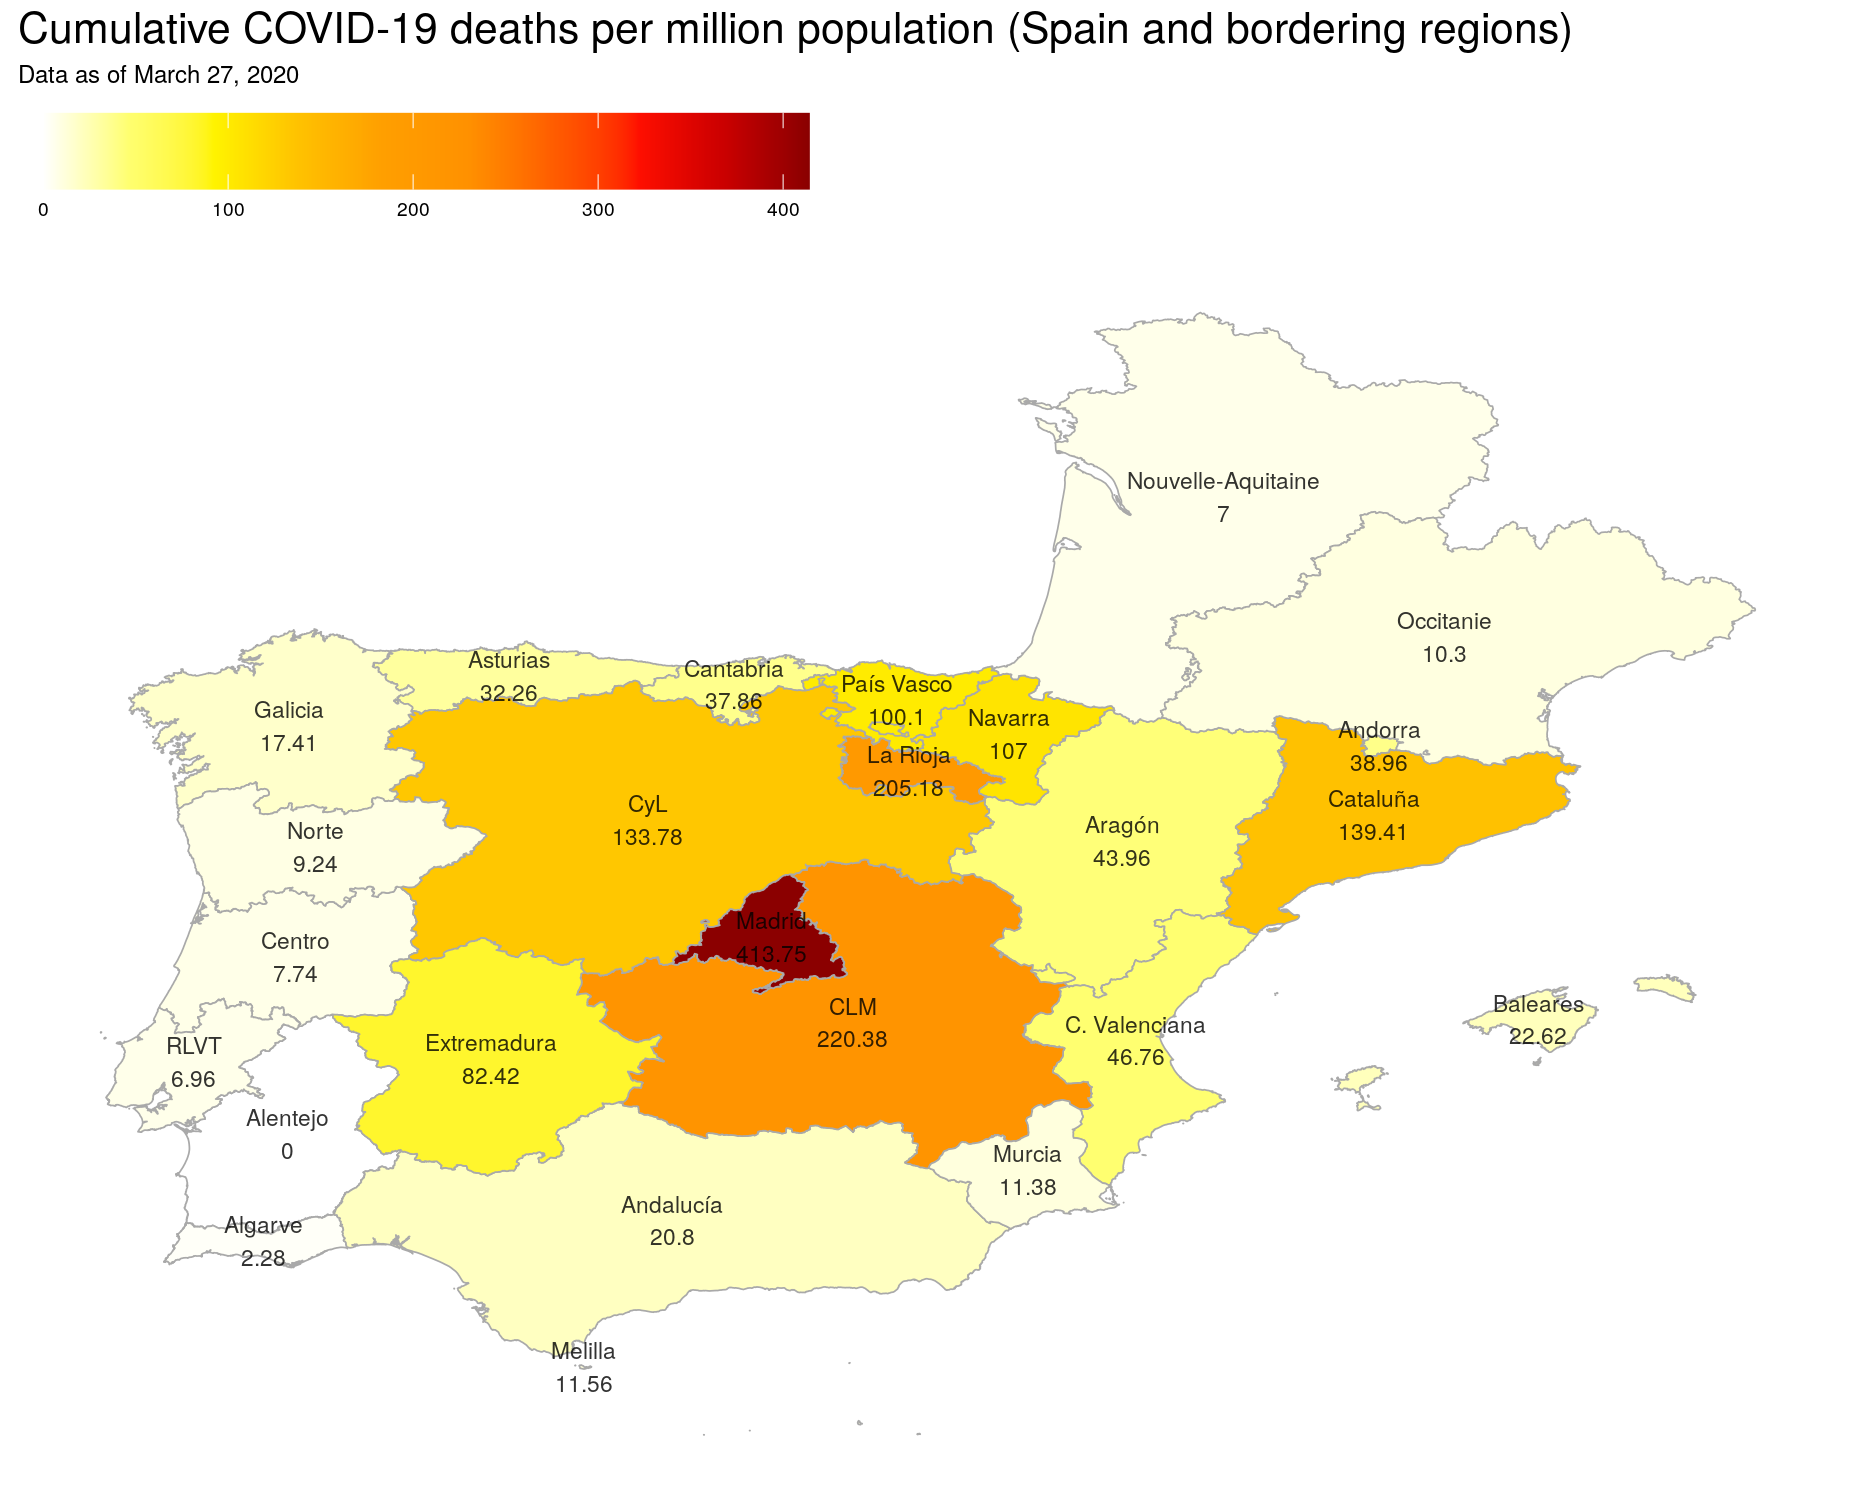 Cumulative COVID-19 deaths per million population (Spain and bordering regions)
Data as of March 27, 2020
0 100 200 300 400
Nouvelle-Aquitaine
7
Occitanie
10.3
Asturias
32.26
Cantabria
37.86
País Vasco
100.1
Galicia
17.41
Navarra
107
Andorra
38.96
La Rioja
205.18
Cataluña
139.41
CyL
133.78
Aragón
43.96
Norte
9.24
Madrid
413.75
Centro
7.74
CLM
220.38
Baleares
22.62
C. Valenciana
46.76
Extremadura
82.42
RLVT
6.96
Alentejo
0
Murcia
11.38
Andalucía
20.8
Algarve
2.28
Melilla
11.56